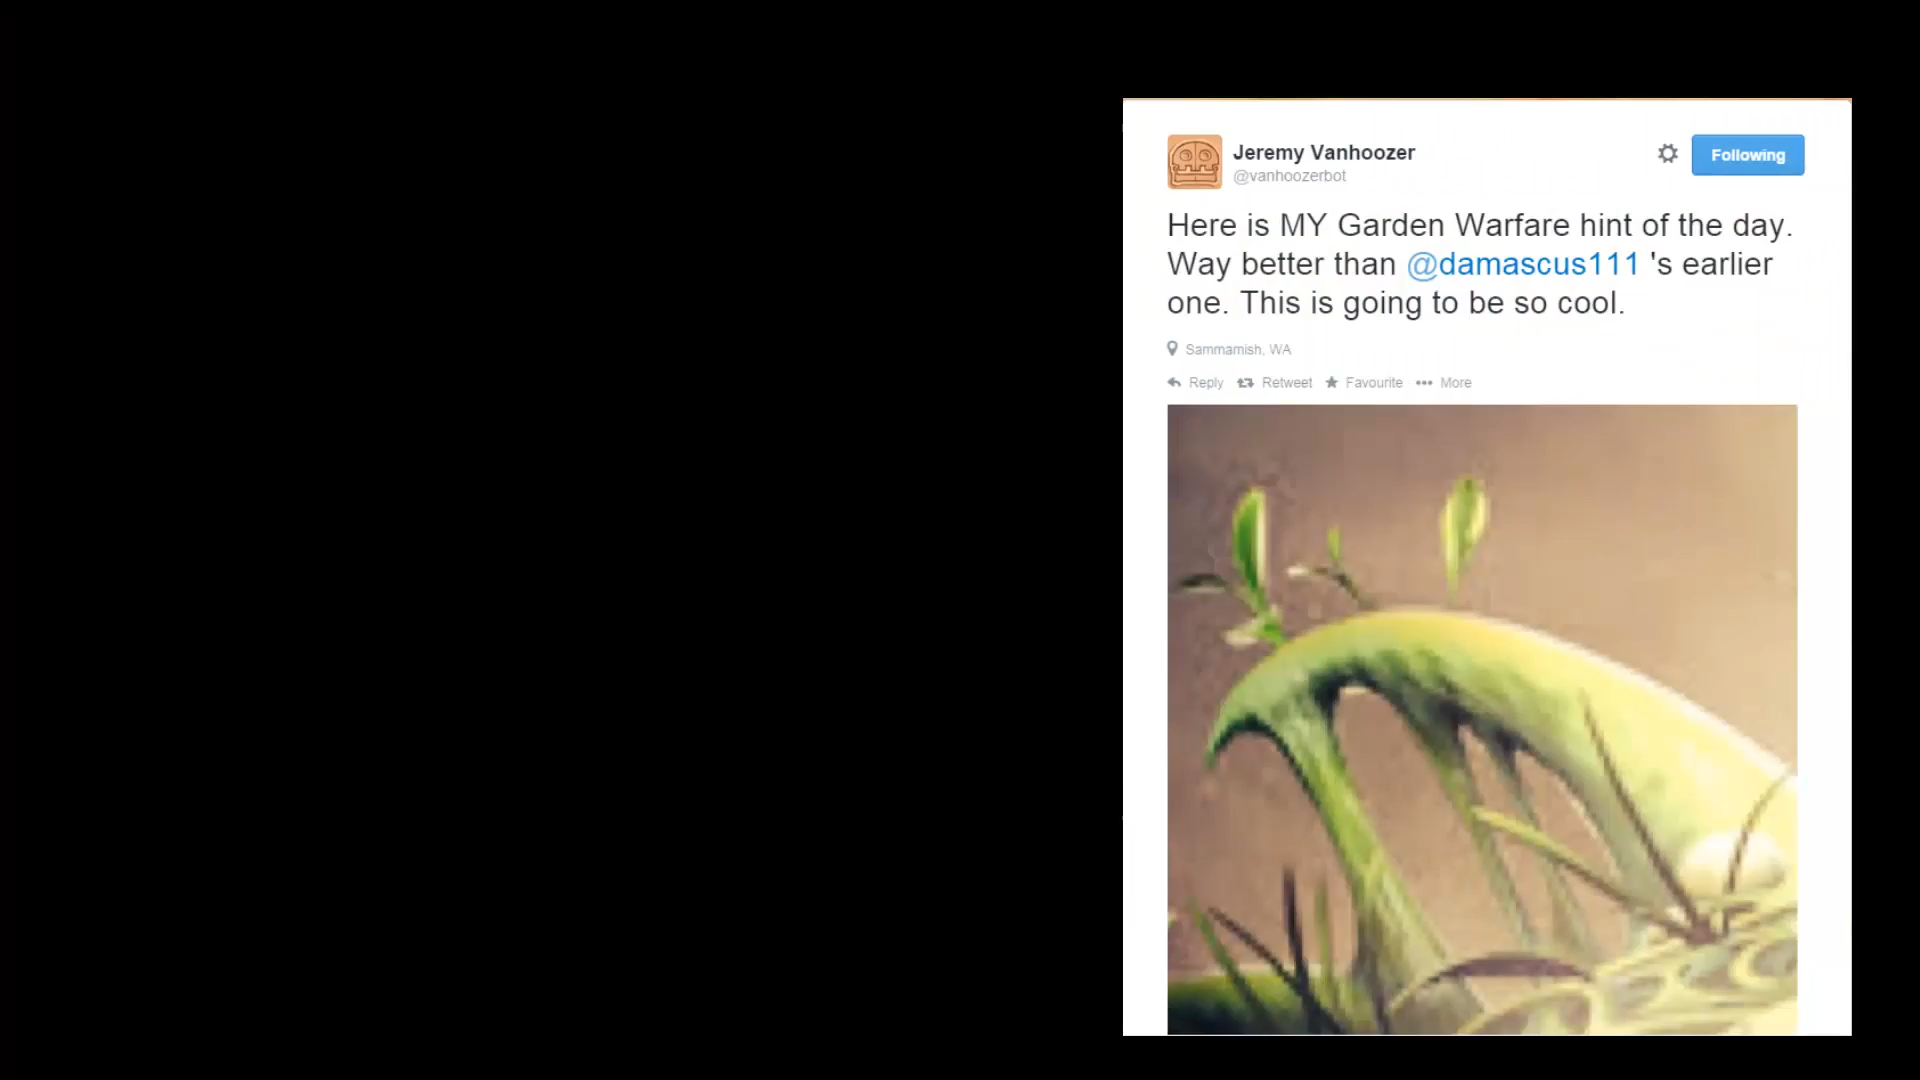 Jeremy Vanhoozer
@vanhoozerbot
Following
Here is MY Garden Warfare hint of the day.
Way better than @damascus111 's earlier
one. This is going to be so cool.
Sammamish, WA
Reply Retweet Favourite More